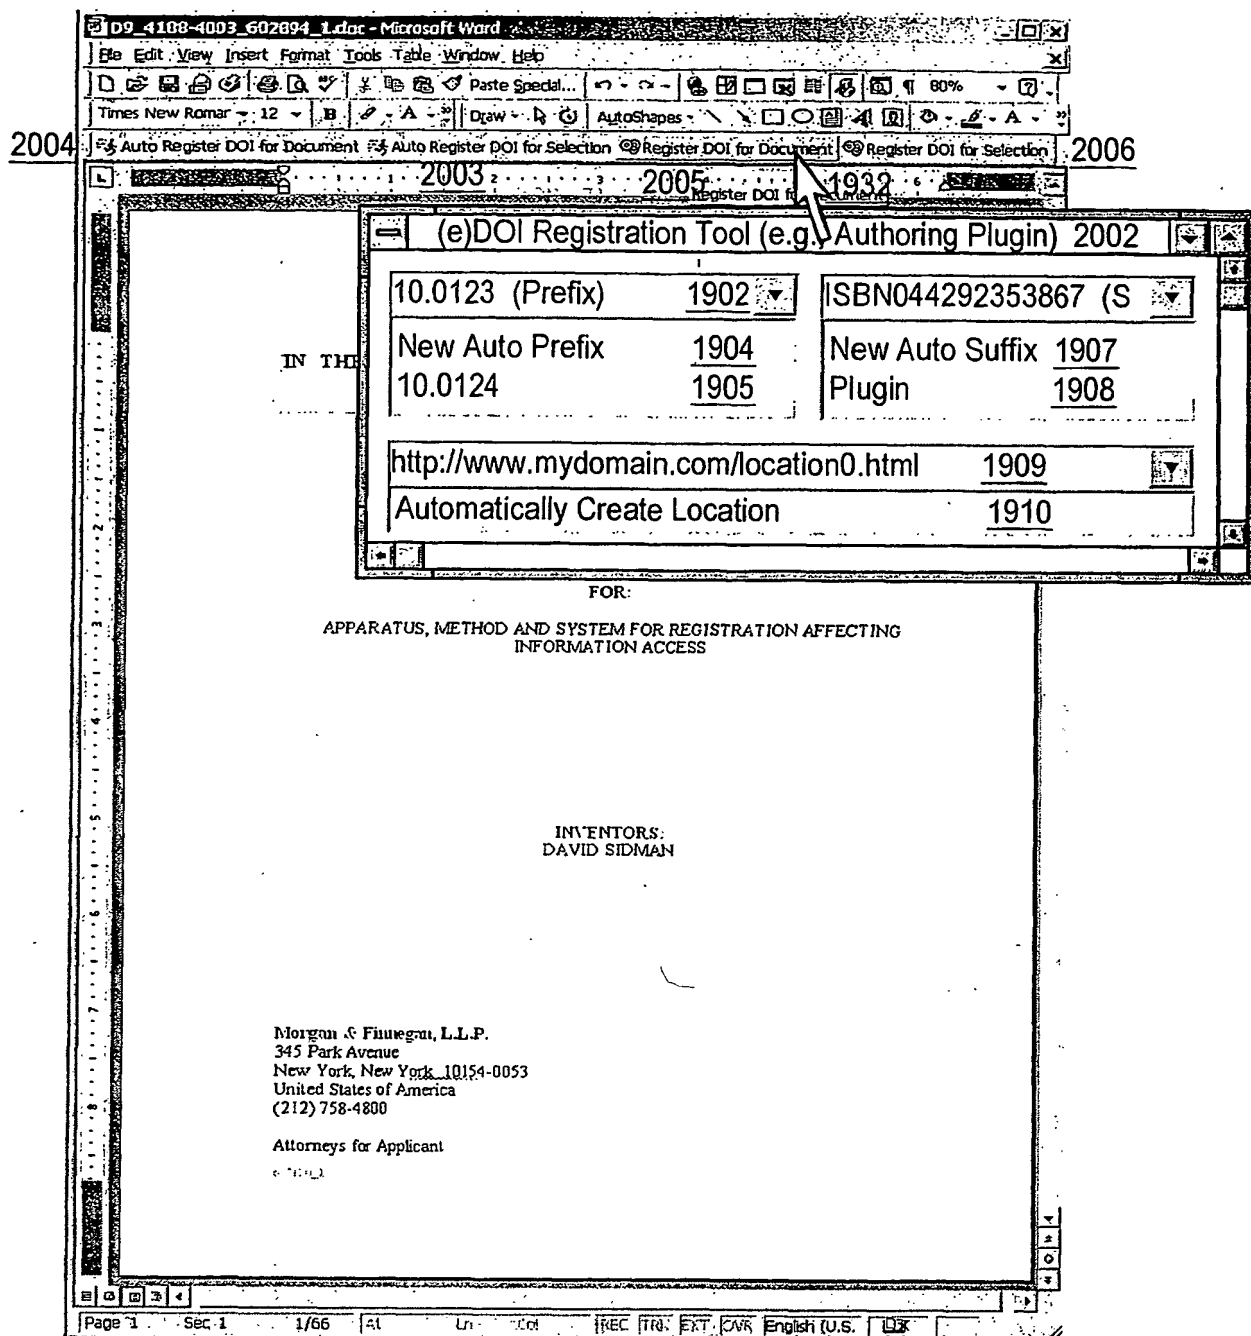 D9_4188-4003_602894_1.doc - Microsoft Word
File Edit View Insert Format Tools Table Window Help
Paste Special... 80%
Times New Romar 12 B A Draw AutoShapes A
2004 Auto Register DOI for Document Auto Register DOI for Selection Register DOI for Document Register DOI for Selection 2006
2003 2005 1932
Register DOI for Document
(e)DOI Registration Tool (e.g., Authoring Plugin) 2002
10.0123 (Prefix) 1902 ISBN044292353867 (S
New Auto Prefix 1904 New Auto Suffix 1907
10.0124 1905 Plugin 1908
http://www.mydomain.com/location0.html 1909
Automatically Create Location 1910
IN THE
FOR:
APPARATUS, METHOD AND SYSTEM FOR REGISTRATION AFFECTING
INFORMATION ACCESS
INVENTORS:
DAVID SIDMAN
Morgan & Finnegan, L.L.P.
345 Park Avenue
New York, New York 10154-0053
United States of America
(212) 758-4800
Attorneys for Applicant
Page 1 Sec 1 1/66 At Ln Col REC TRK EXT OVR English (U.S.